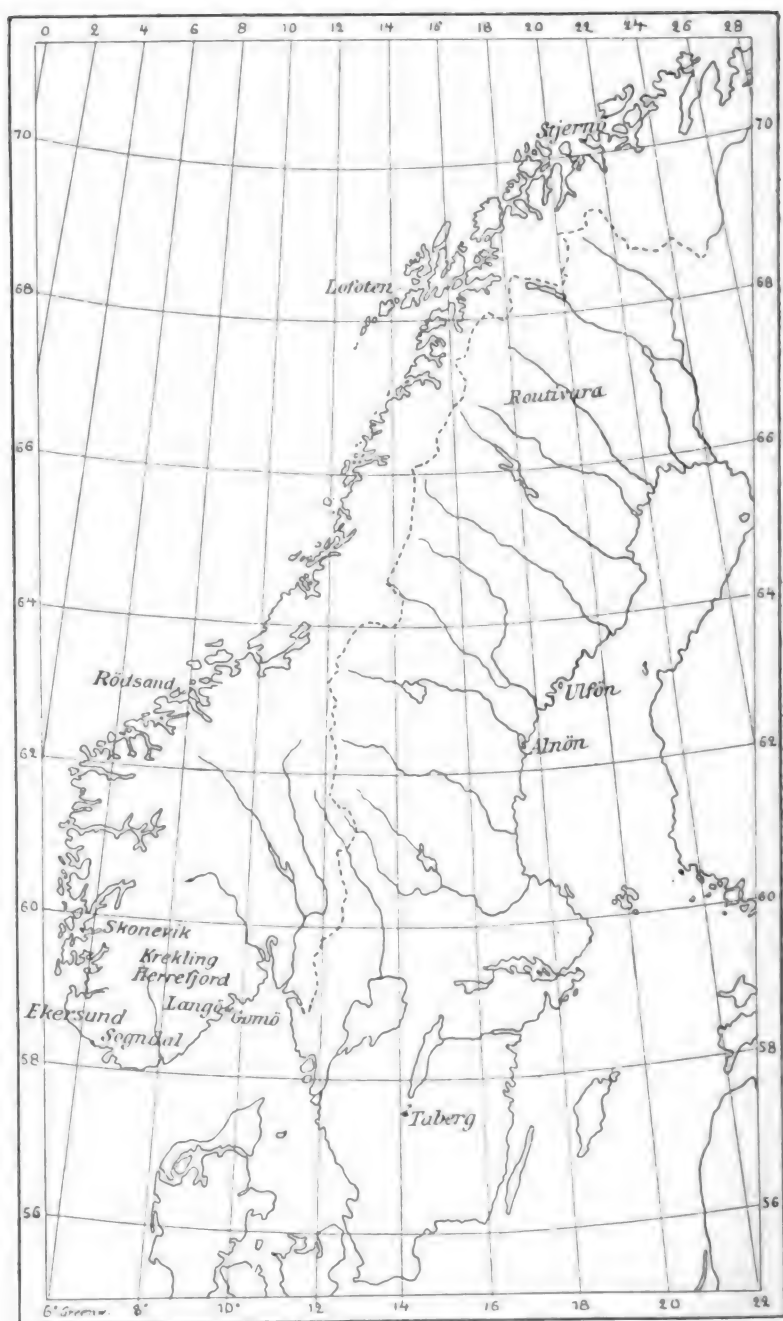 0 2 4 6 8 10 12 14 16 18 20 22 24 26 28
Stjernö
70
70
Lofoten
68
68
Routivara
66
66
64
64
Rödsand
Ulfön
Alnön
62
62
60
60
Skonevik
Krekling
Herrefjord
Langö
Gomö
Ekersund
Sogndal
58
58
Taberg
56
56
6° Greenw. 8° 10° 12 14 16 18 20 22